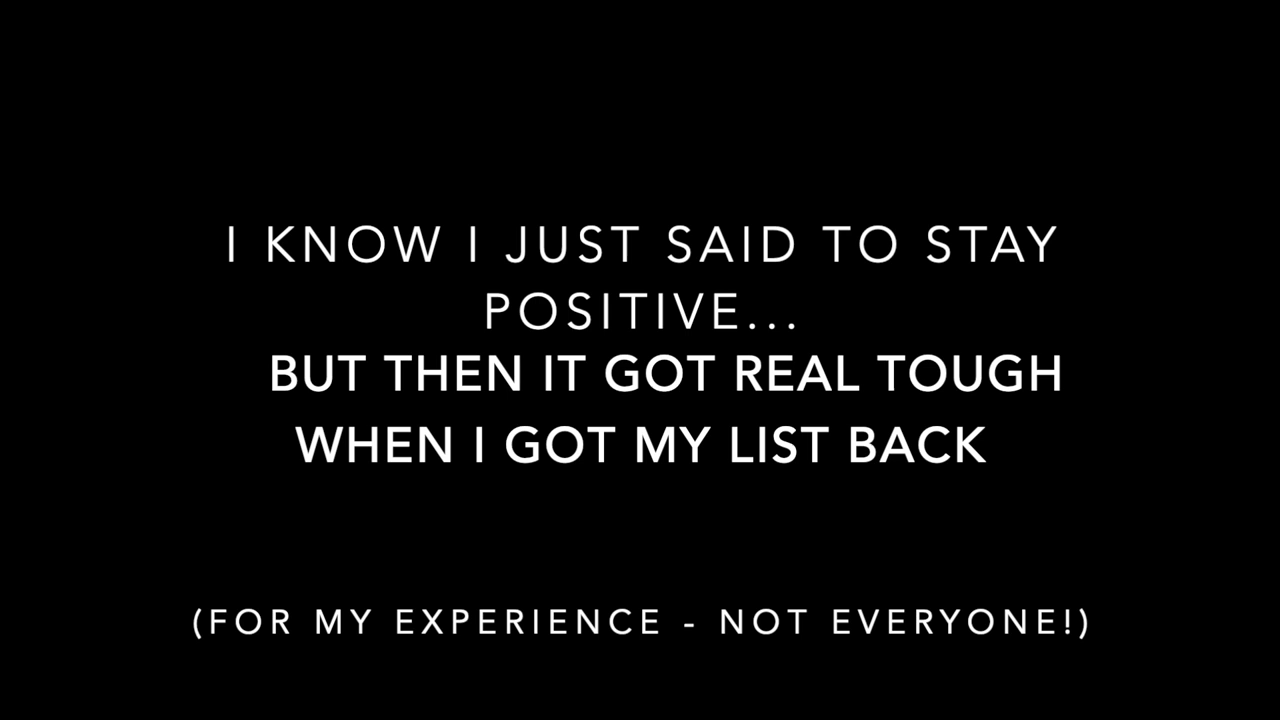 I KNOW I JUST SAID TO STAY
POSITIVE...
BUT THEN IT GOT REAL TOUGH
WHEN I GOT MY LIST BACK
(FOR MY EXPERIENCE - NOT EVERYONE!)